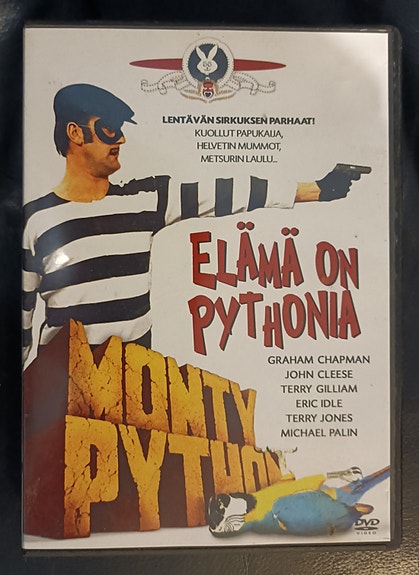 LENTÄVÄN SIRKUKSEN PARHAAT!
KUOLLUT PAPUKAIJA,
HELVETIN MUMMOT,
METSURIN LAULU...
ELÄMÄ ON
PYTHONIA
GRAHAM CHAPMAN
JOHN CLEESE
TERRY GILLIAM
ERIC IDLE
TERRY JONES
MICHAEL PALIN
MONTY
PYTHON
DVD
VIDEO